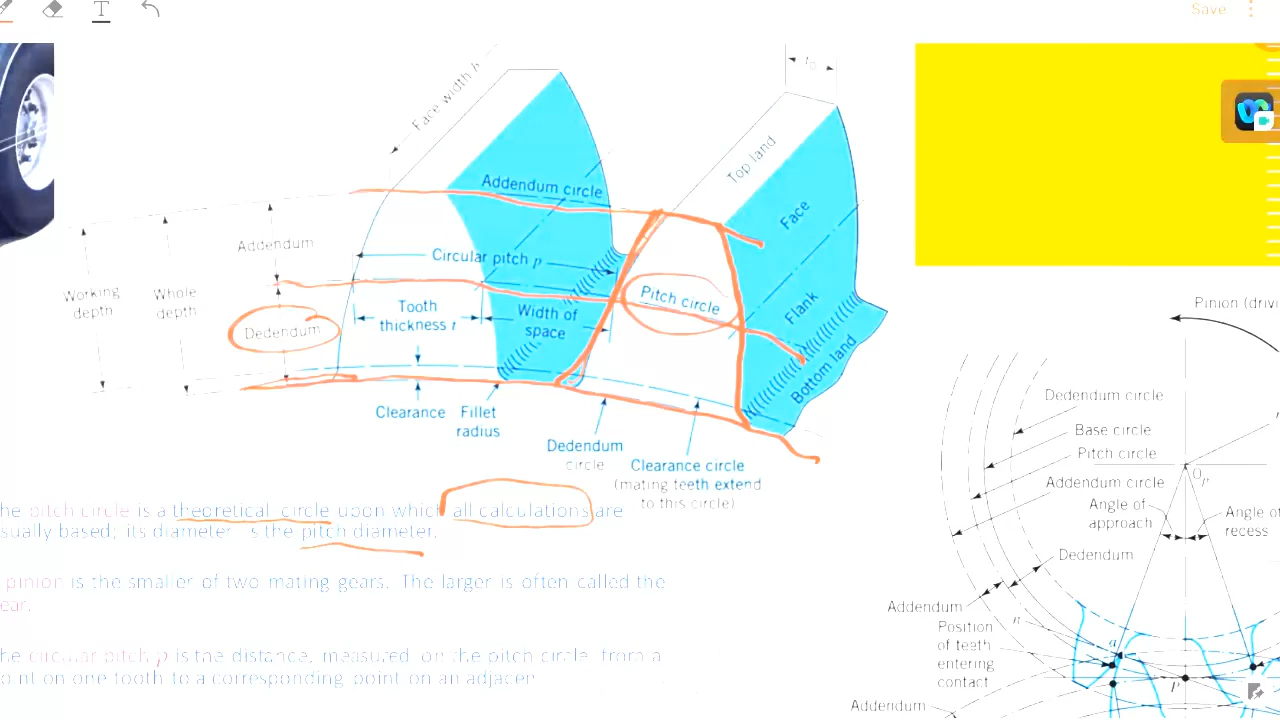 T
Save
Face width b
t₀
Top land
Addendum circle
Face
Addendum
Circular pitch p
Working
depth
Whole
depth
Pitch circle
Flank
Tooth
thickness t
Width of
space
Dedendum
Bottom land
Clearance
Fillet
radius
Dedendum
circle
Clearance circle
(mating teeth extend
to this circle)
he pitch circle is a theoretical circle upon which all calculations are
sually based; its diameter s the pitch diameter.
pinion is the smaller of two mating gears. The larger is often called the
ear.
he circular pitch p is the distance, measured on the pitch circle from a
oint on one tooth to a corresponding point on an adjacen
Pinion (driv
Dedendum circle
Base circle
Pitch circle
Addendum circle
O p
Angle of
approach
Angle of
recess
Dedendum
Addendum
n
Position
of teeth
entering
contact
a
P
Addendum